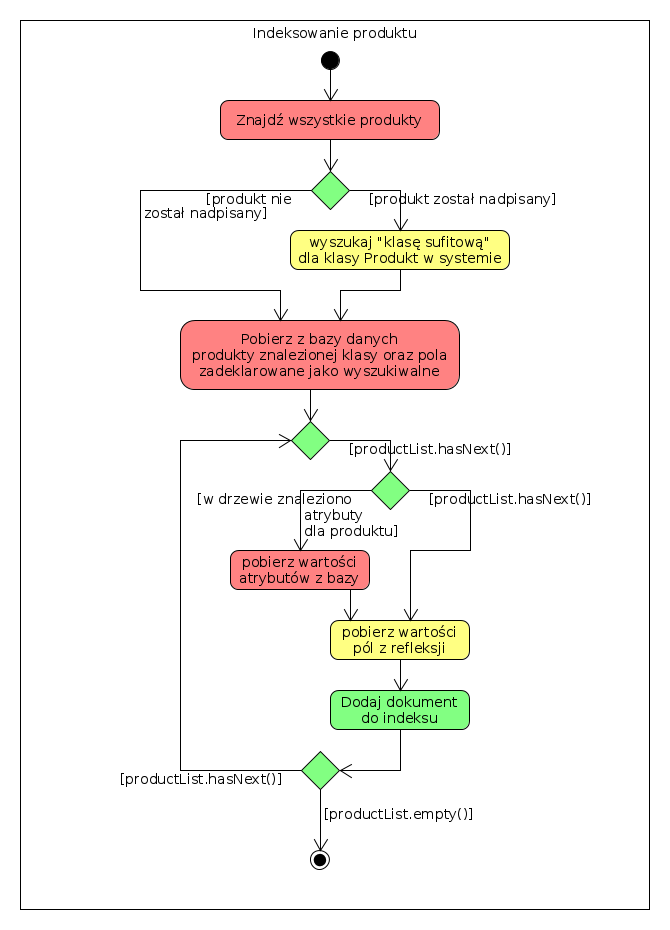 Indeksowanie produktu
Znajdź wszystkie produkty
[produkt nie
został nadpisany]
[produkt został nadpisany]
wyszukaj "klasę sufitową"
dla klasy Produkt w systemie
Pobierz z bazy danych
produkty znalezionej klasy oraz pola
zadeklarowane jako wyszukiwalne
[productList.hasNext()]
[w drzewie znaleziono
atrybuty
dla produktu]
[productList.hasNext()]
pobierz wartości
atrybutów z bazy
pobierz wartości
pól z refleksji
Dodaj dokument
do indeksu
[productList.hasNext()]
[productList.empty()]